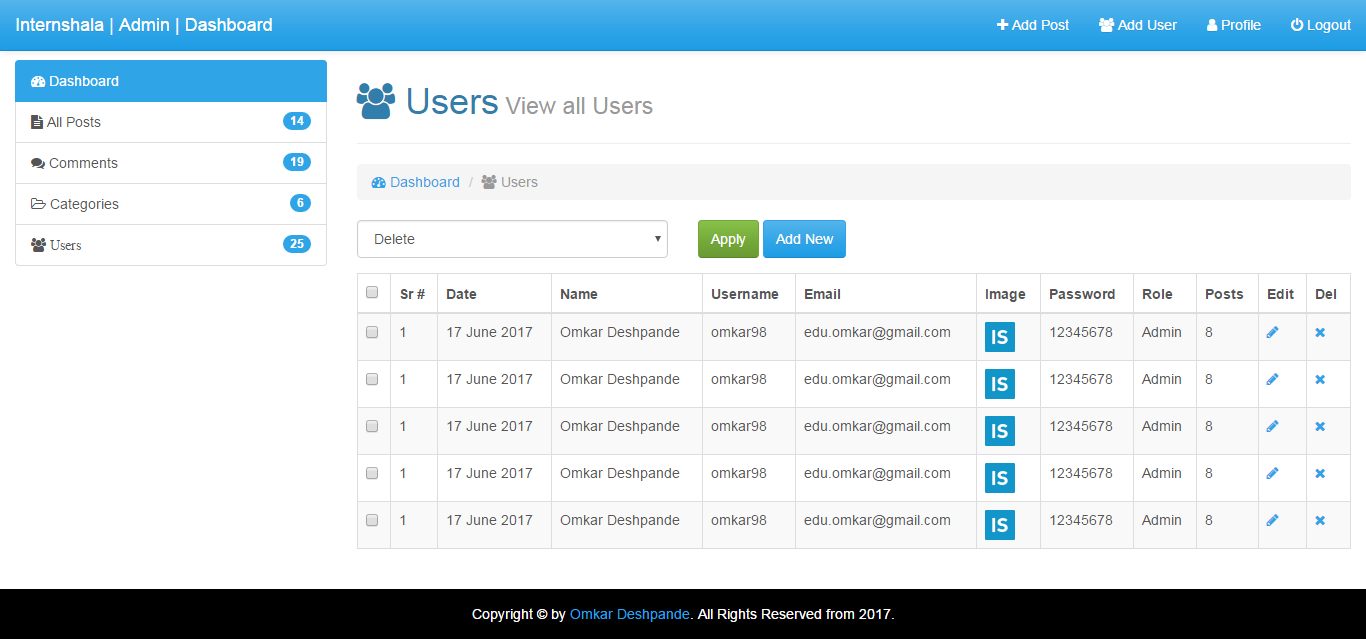 Internshala | Admin | Dashboard
Add Post Add User Profile Logout
Dashboard
All Posts 14
Comments 19
Categories 6
Users 25
Users View all Users
Dashboard / Users
Delete
Apply Add New
Sr # Date Name Username Email Image Password Role Posts Edit Del
1 17 June 2017 Omkar Deshpande omkar98 edu.omkar@gmail.com IS 12345678 Admin 8
1 17 June 2017 Omkar Deshpande omkar98 edu.omkar@gmail.com IS 12345678 Admin 8
1 17 June 2017 Omkar Deshpande omkar98 edu.omkar@gmail.com IS 12345678 Admin 8
1 17 June 2017 Omkar Deshpande omkar98 edu.omkar@gmail.com IS 12345678 Admin 8
1 17 June 2017 Omkar Deshpande omkar98 edu.omkar@gmail.com IS 12345678 Admin 8
Copyright © by Omkar Deshpande. All Rights Reserved from 2017.